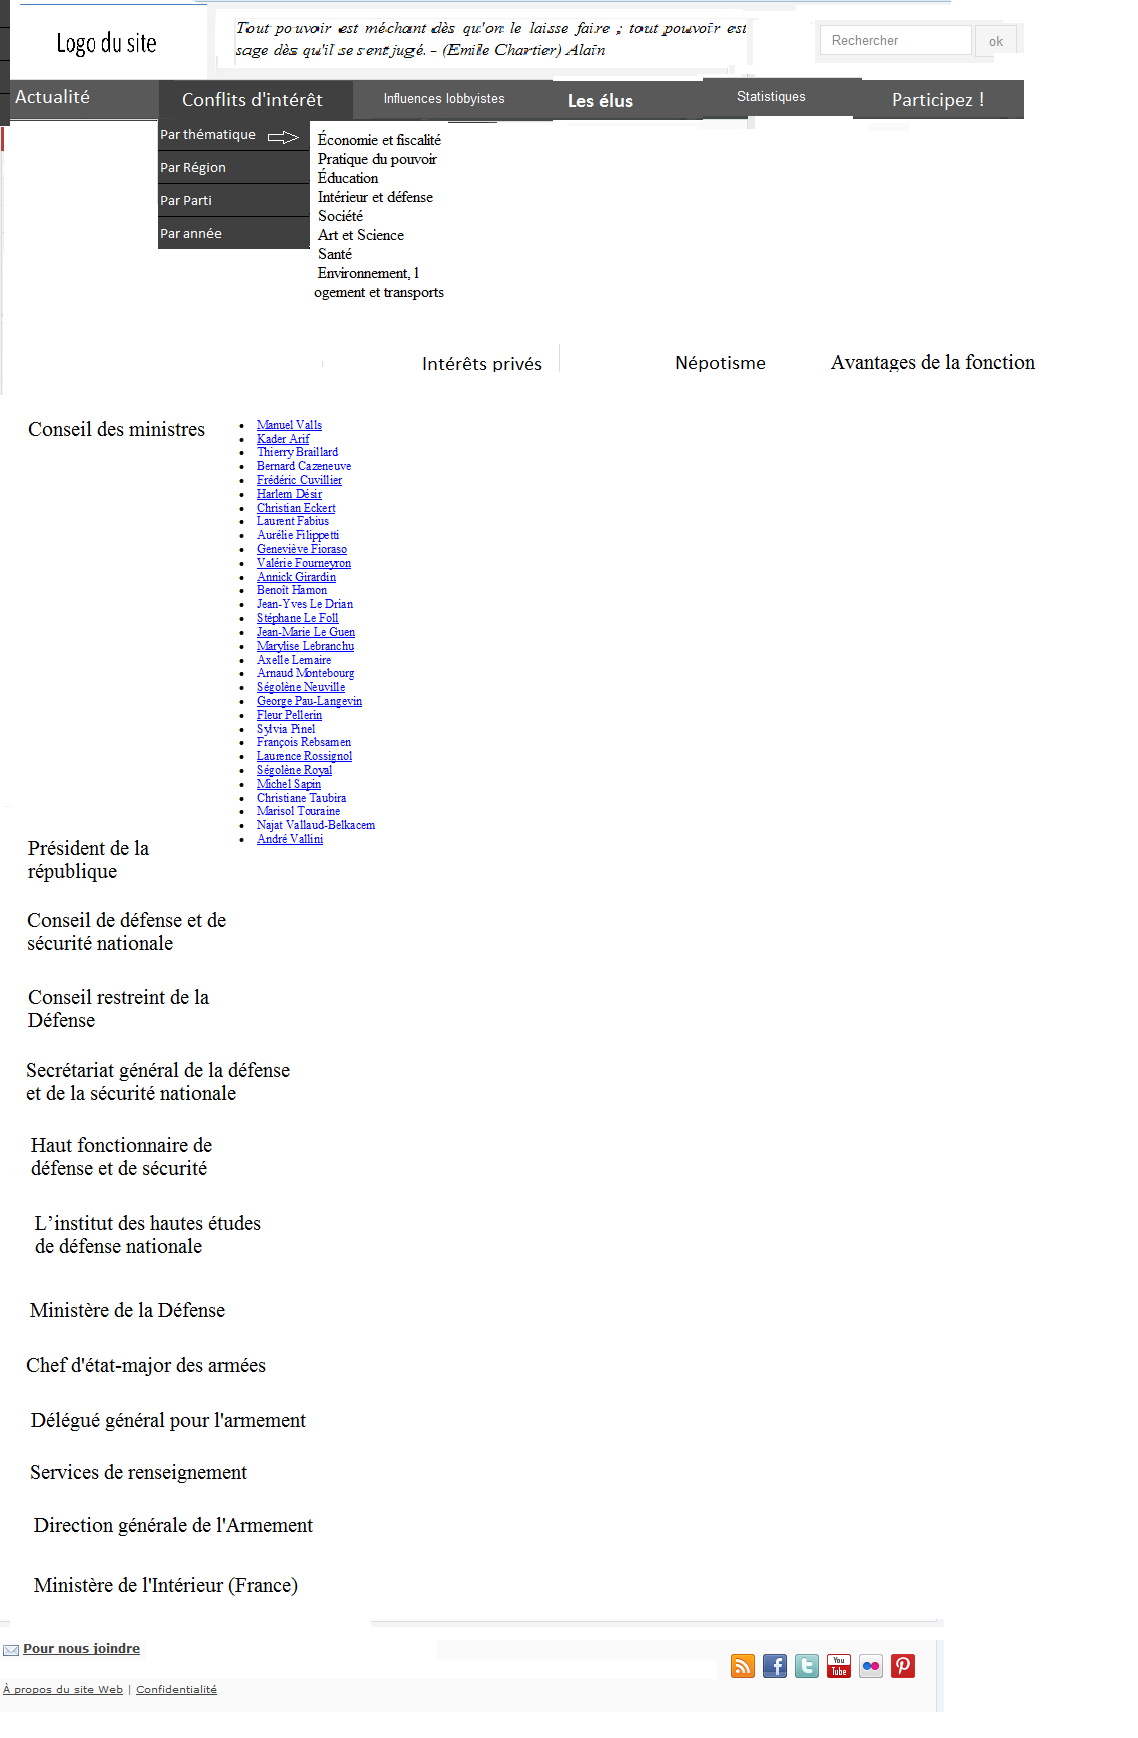 Logo du site
Tout pouvoir est méchant dès qu'on le laisse faire ; tout pouvoir est
sage dès qu'il se sent jugé. - (Emile Chartier) Alain
Rechercher
ok
Actualité
Conflits d'intérêt
Influences lobbyistes
Les élus
Statistiques
Participez !
Par thématique
Par Région
Par Parti
Par année
Économie et fiscalité
Pratique du pouvoir
Éducation
Intérieur et défense
Société
Art et Science
Santé
Environnement, l
ogement et transports
Intérêts privés
Népotisme
Avantages de la fonction
Conseil des ministres
Manuel Valls
Kader Arif
Thierry Braillard
Bernard Cazeneuve
Frédéric Cuvillier
Harlem Désir
Christian Eckert
Laurent Fabius
Aurélie Filippetti
Geneviève Fioraso
Valérie Fourneyron
Annick Girardin
Benoît Hamon
Jean-Yves Le Drian
Stéphane Le Foll
Jean-Marie Le Guen
Marylise Lebranchu
Axelle Lemaire
Arnaud Montebourg
Ségolène Neuville
George Pau-Langevin
Fleur Pellerin
Sylvia Pinel
François Rebsamen
Laurence Rossignol
Ségolène Royal
Michel Sapin
Christiane Taubira
Marisol Touraine
Najat Vallaud-Belkacem
André Vallini
Président de la
république
Conseil de défense et de
sécurité nationale
Conseil restreint de la
Défense
Secrétariat général de la défense
et de la sécurité nationale
Haut fonctionnaire de
défense et de sécurité
L’institut des hautes études
de défense nationale
Ministère de la Défense
Chef d'état-major des armées
Délégué général pour l'armement
Services de renseignement
Direction générale de l'Armement
Ministère de l'Intérieur (France)
Pour nous joindre
You
Tube
À propos du site Web | Confidentialité